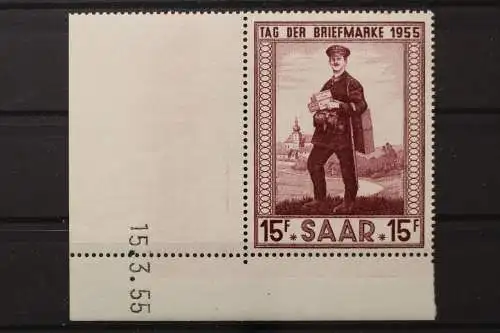 TAG DER BRIEFMARKE 1955
15F * SAAR * 15F
15.3.55